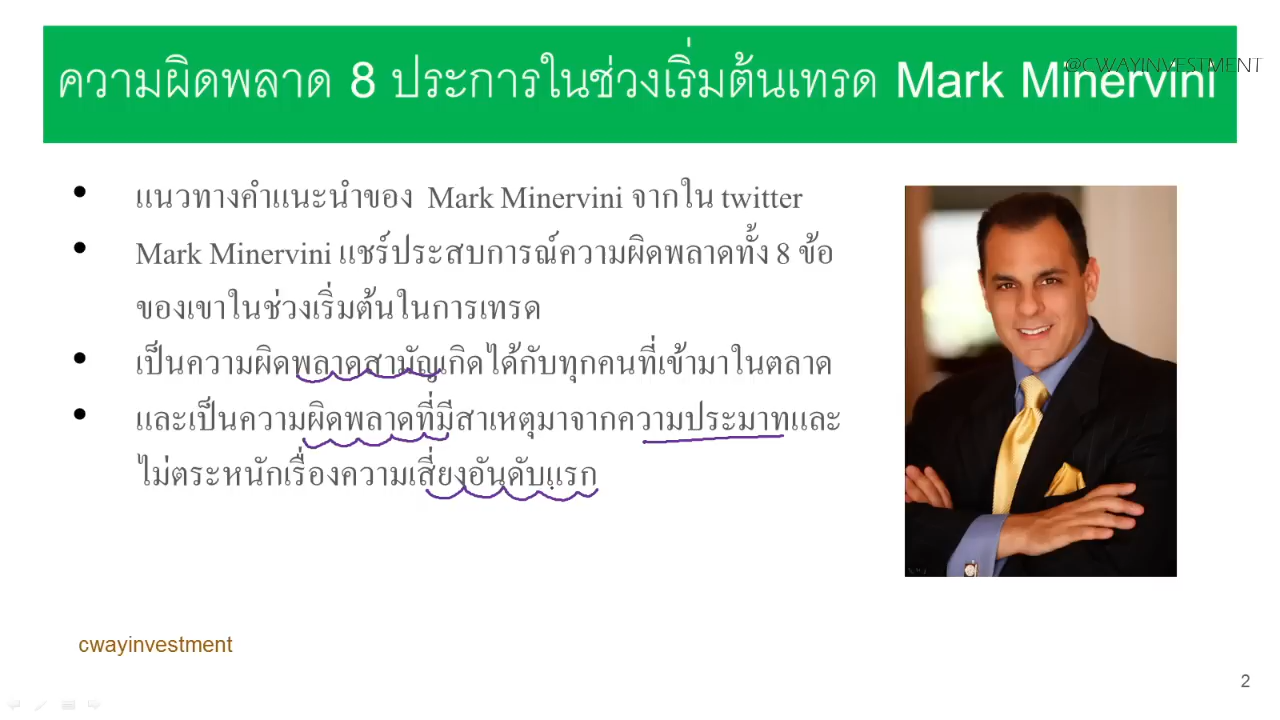 ความผิดพลาด 8 ประการในช่วงเริ่มต้นเทรด Mark Minervini
@CWAYINVESTMENT
• แนวทางคำแนะนำของ Mark Minervini จากใน twitter
• Mark Minervini แชร์ประสบการณ์ความผิดพลาดทั้ง 8 ข้อ
ของเขาในช่วงเริ่มต้นในการเทรด
• เป็นความผิดพลาดสามัญเกิดได้กับทุกคนที่เข้ามาในตลาด
• และเป็นความผิดพลาดที่มีสาเหตุมาจากความประมาทและ
ไม่ตระหนักเรื่องความเสี่ยงอันดับแรก
cwayinvestment
2